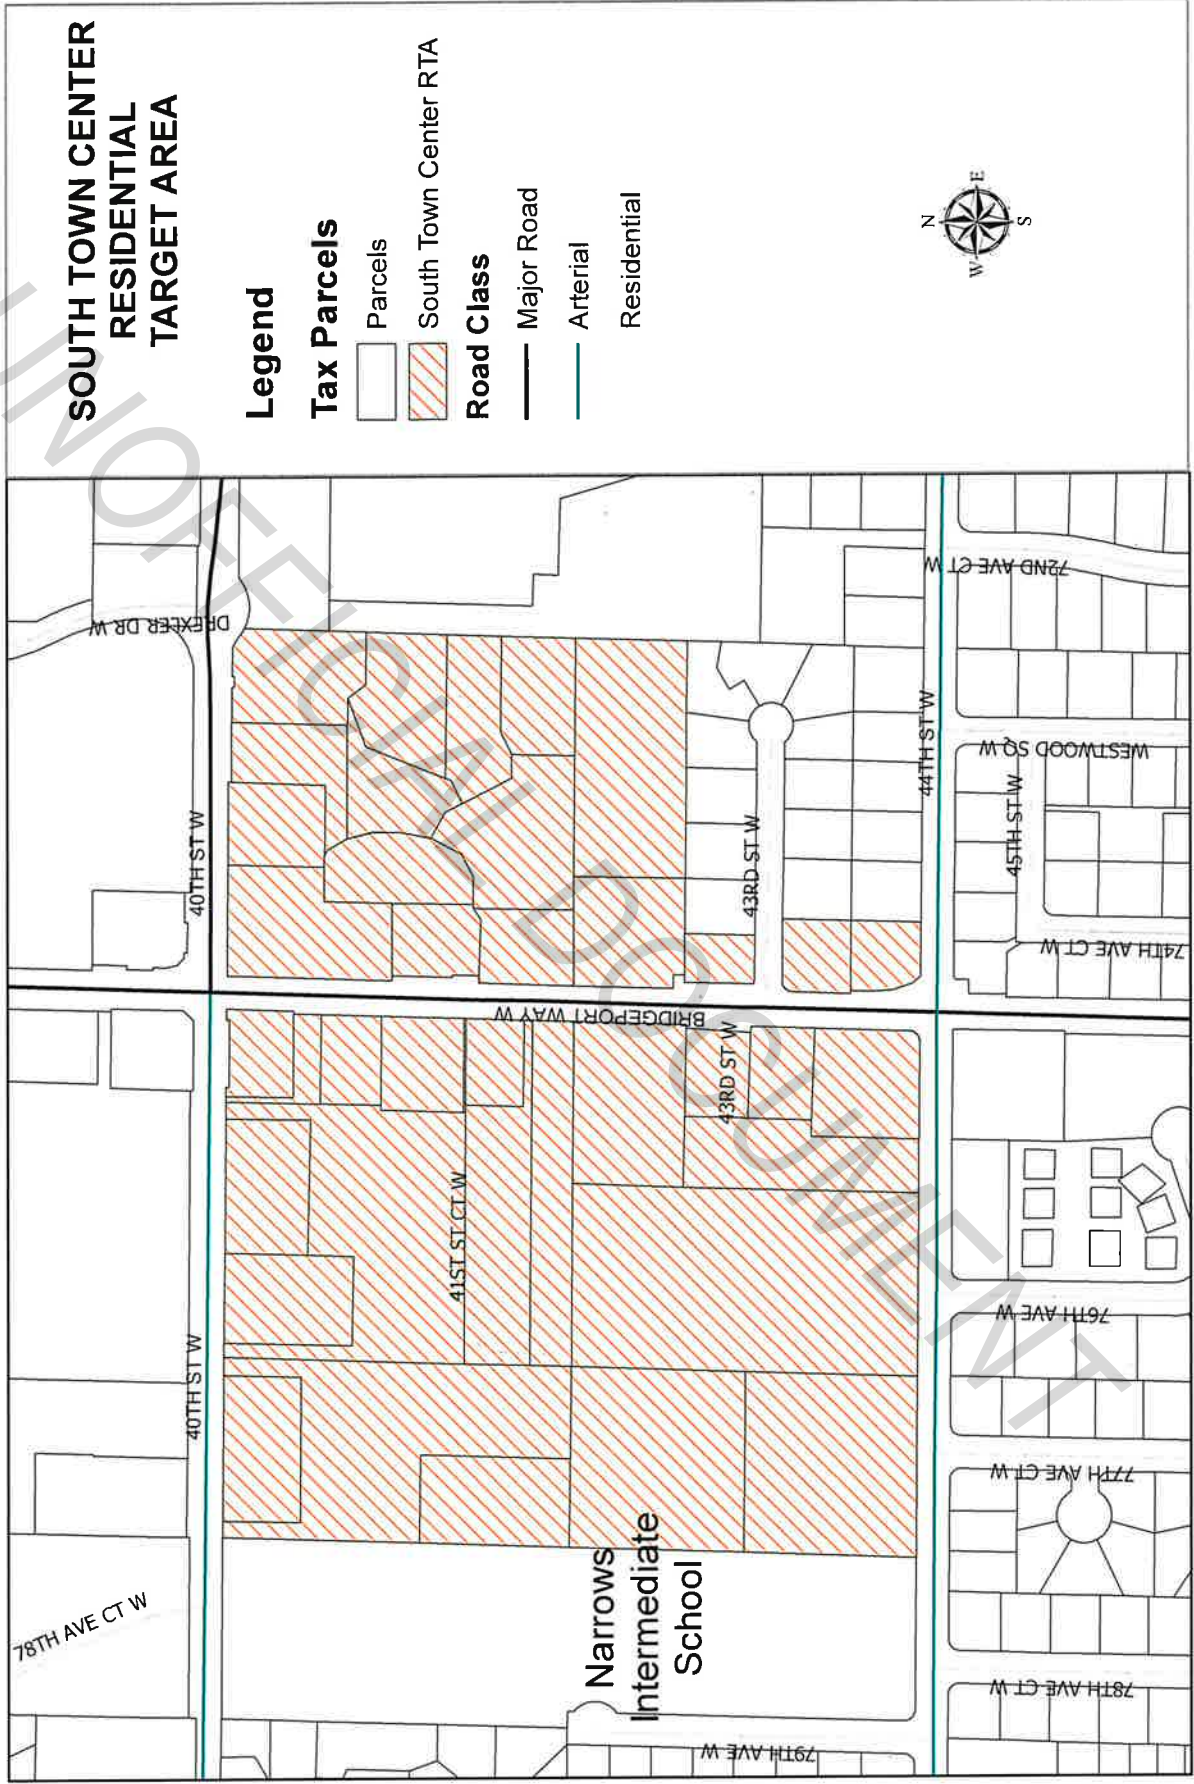 SOUTH TOWN CENTER
RESIDENTIAL
TARGET AREA
Legend
Tax Parcels
Parcels
South Town Center RTA
Road Class
Major Road
Arterial
Residential
N
W
E
S
78TH AVE CT W
40TH ST W
40TH ST W
DREXLER DR W
41ST ST CT W
BRIDGEPORT WAY W
43RD ST W
43RD ST W
Narrows
Intermediate
School
79TH AVE W
44TH ST W
72ND AVE CT W
WESTWOOD SQ W
45TH ST W
74TH AVE CT W
76TH AVE W
77TH AVE CT W
78TH AVE CT W
UNOFFICIAL DOCUMENT